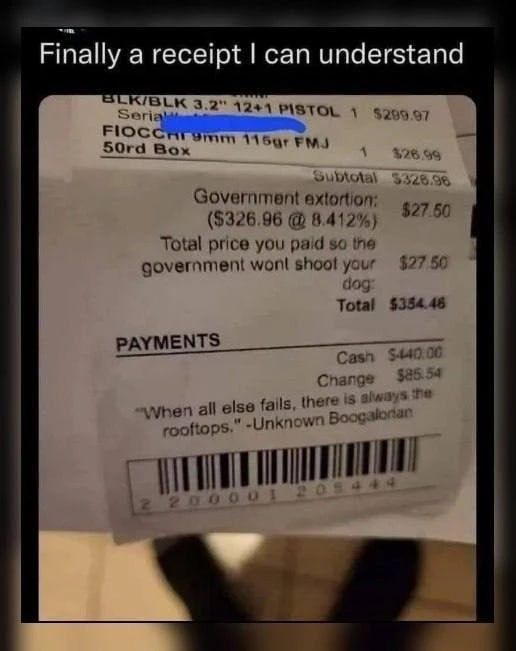 Finally a receipt I can understand
BLK/BLK 3.2" 12+1 PISTOL 1 $299.97
Serial
FIOCCHI 9mm 115gr FMJ
50rd Box 1 $26.99
Subtotal $326.96
Government extortion: $27.50
($326.96 @ 8.412%)
Total price you paid so the
government wont shoot your $27.50
dog:
Total $354.46
PAYMENTS
Cash $440.00
Change $85.54
"When all else fails, there is always the
rooftops." -Unknown Boogalorian
2 200001 205444